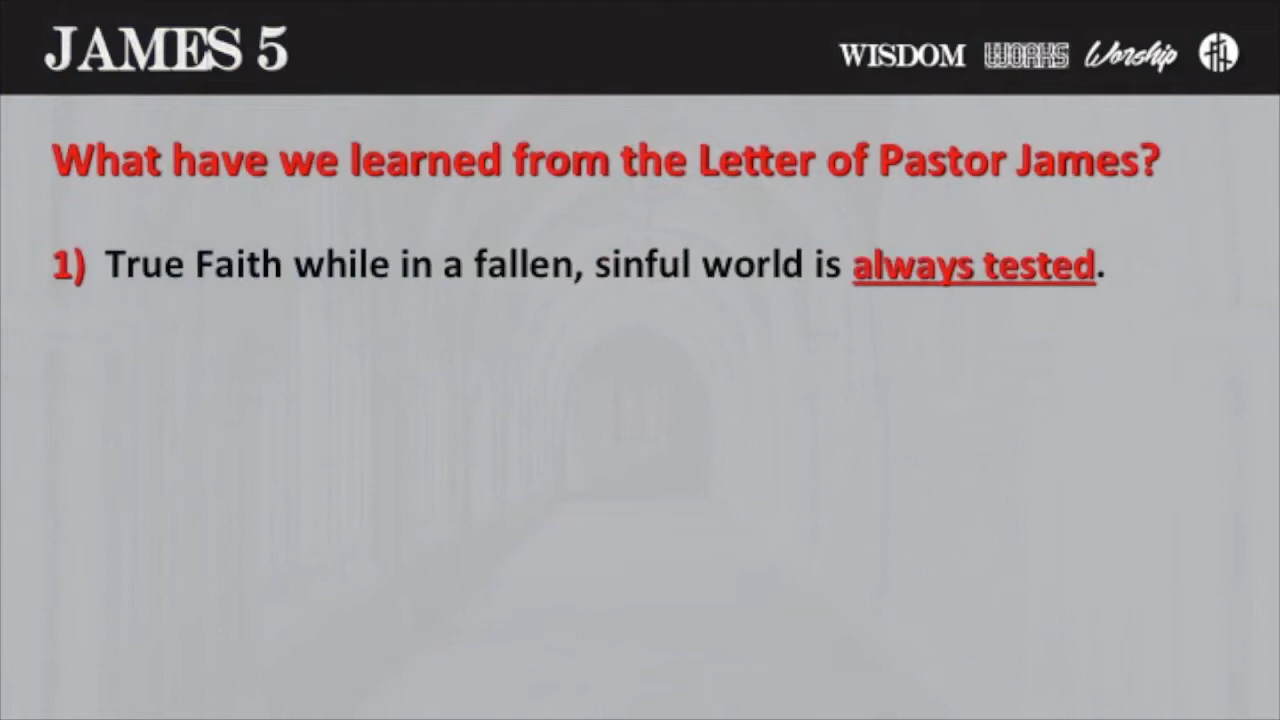 JAMES 5
WISDOM WORKS Worship
What have we learned from the Letter of Pastor James?
1) True Faith while in a fallen, sinful world is always tested.